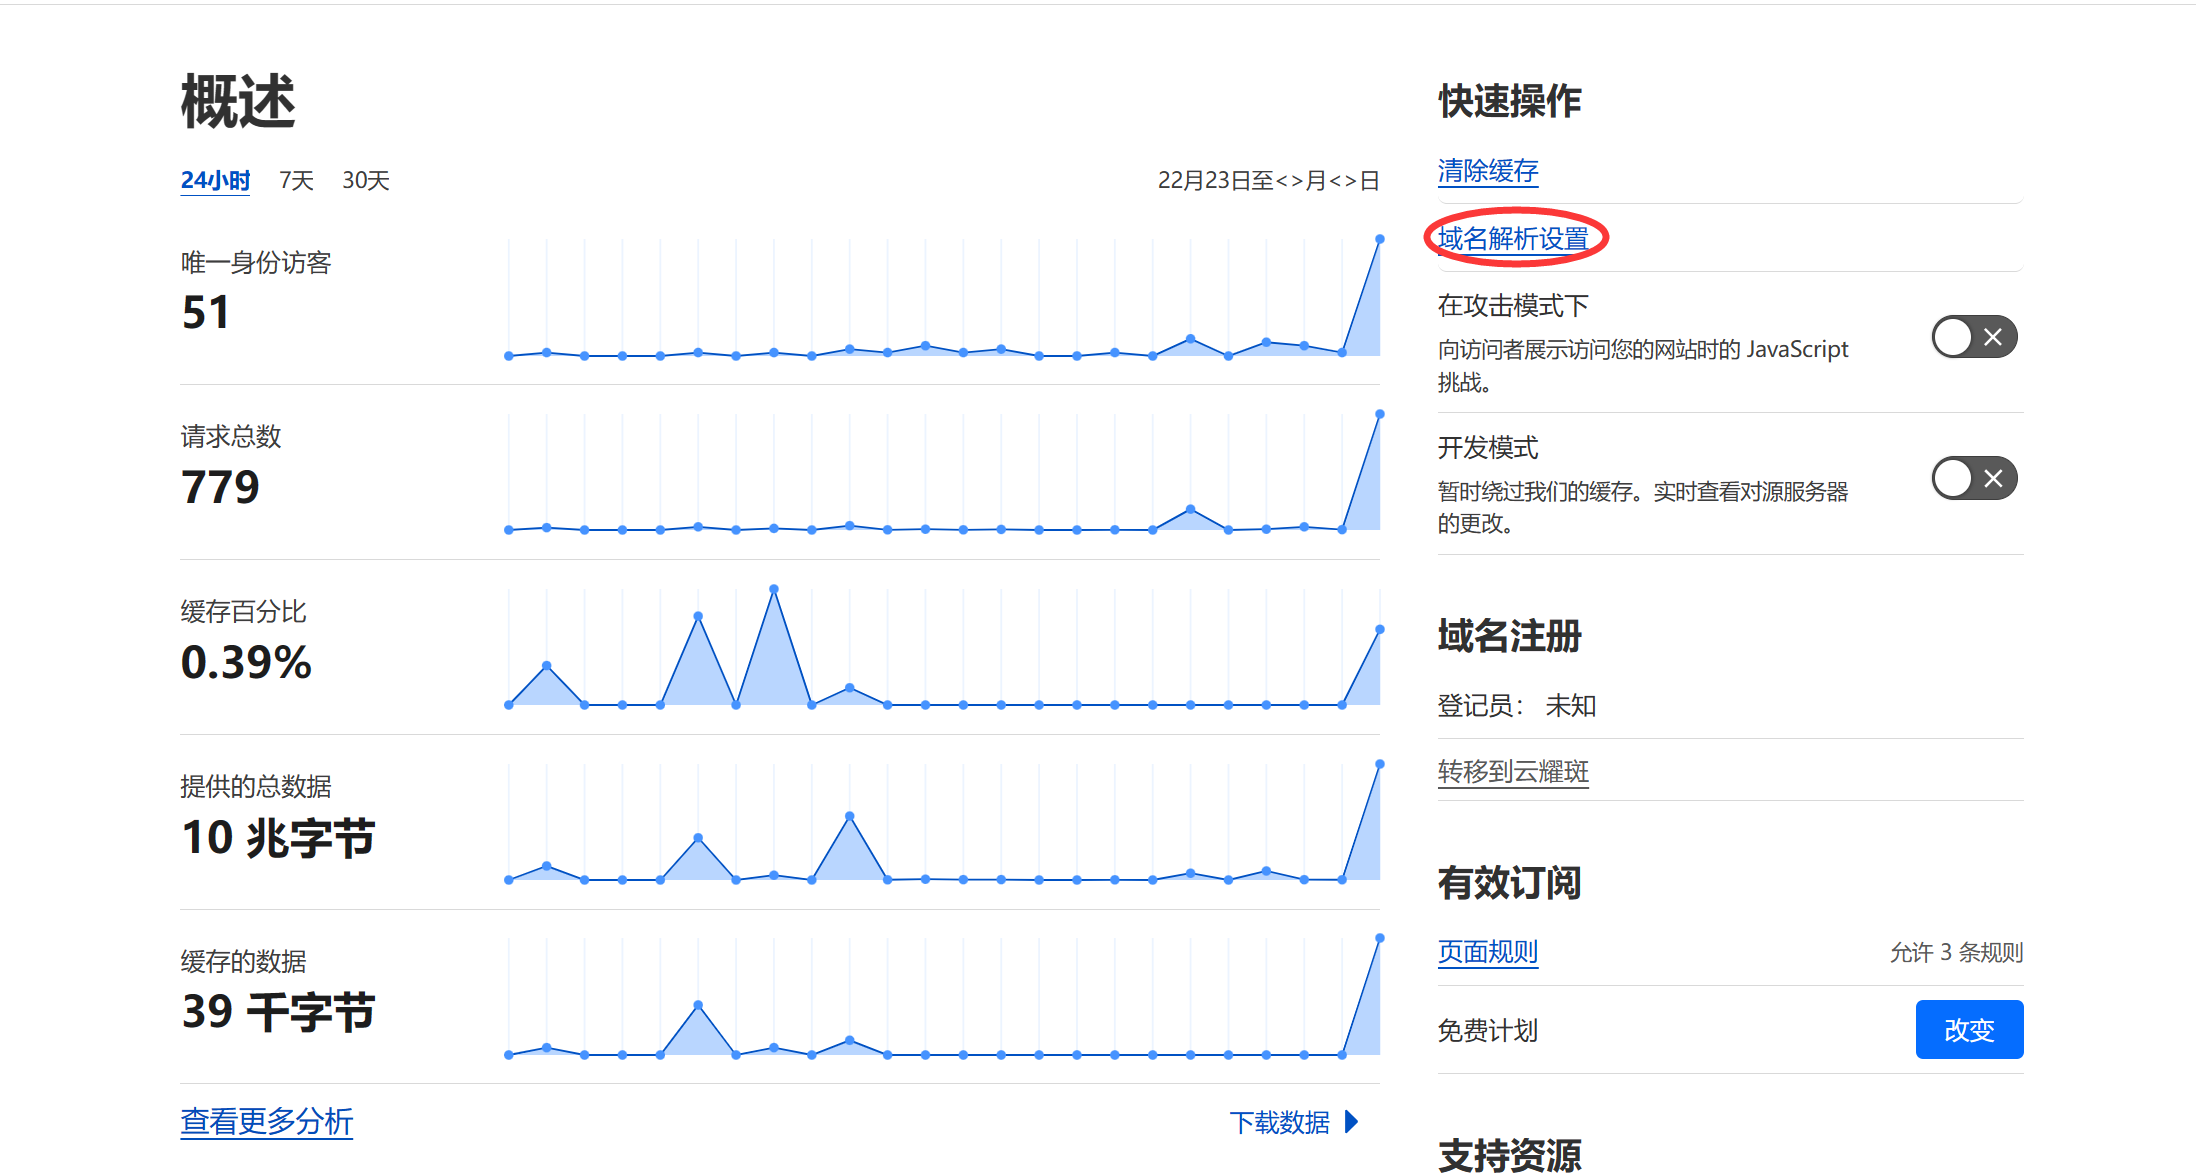 概述
24小时 7天 30天
22月23日至<>月<>日
唯一身份访客
51
请求总数
779
缓存百分比
0.39%
提供的总数据
10 兆字节
缓存的数据
39 千字节
查看更多分析
下载数据
快速操作
清除缓存
域名解析设置
在攻击模式下
向访问者展示访问您的网站时的 JavaScript
挑战。
开发模式
暂时绕过我们的缓存。实时查看对源服务器
的更改。
域名注册
登记员： 未知
转移到云耀斑
有效订阅
页面规则
允许 3 条规则
免费计划
改变
支持资源